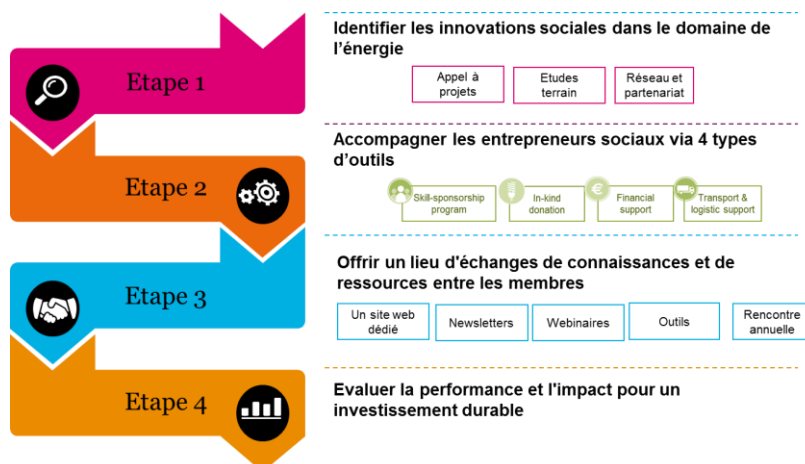 Etape 1
Identifier les innovations sociales dans le domaine de
l’énergie
Appel à
projets
Etudes
terrain
Réseau et
partenariat
Etape 2
Accompagner les entrepreneurs sociaux via 4 types
d’outils
Skill-sponsorship
program
In-kind
donation
€
Financial
support
Transport &
logistic support
Etape 3
Offrir un lieu d'échanges de connaissances et de
ressources entre les membres
Un site web
dédié
Newsletters
Webinaires
Outils
Rencontre
annuelle
Etape 4
Evaluer la performance et l'impact pour un
investissement durable